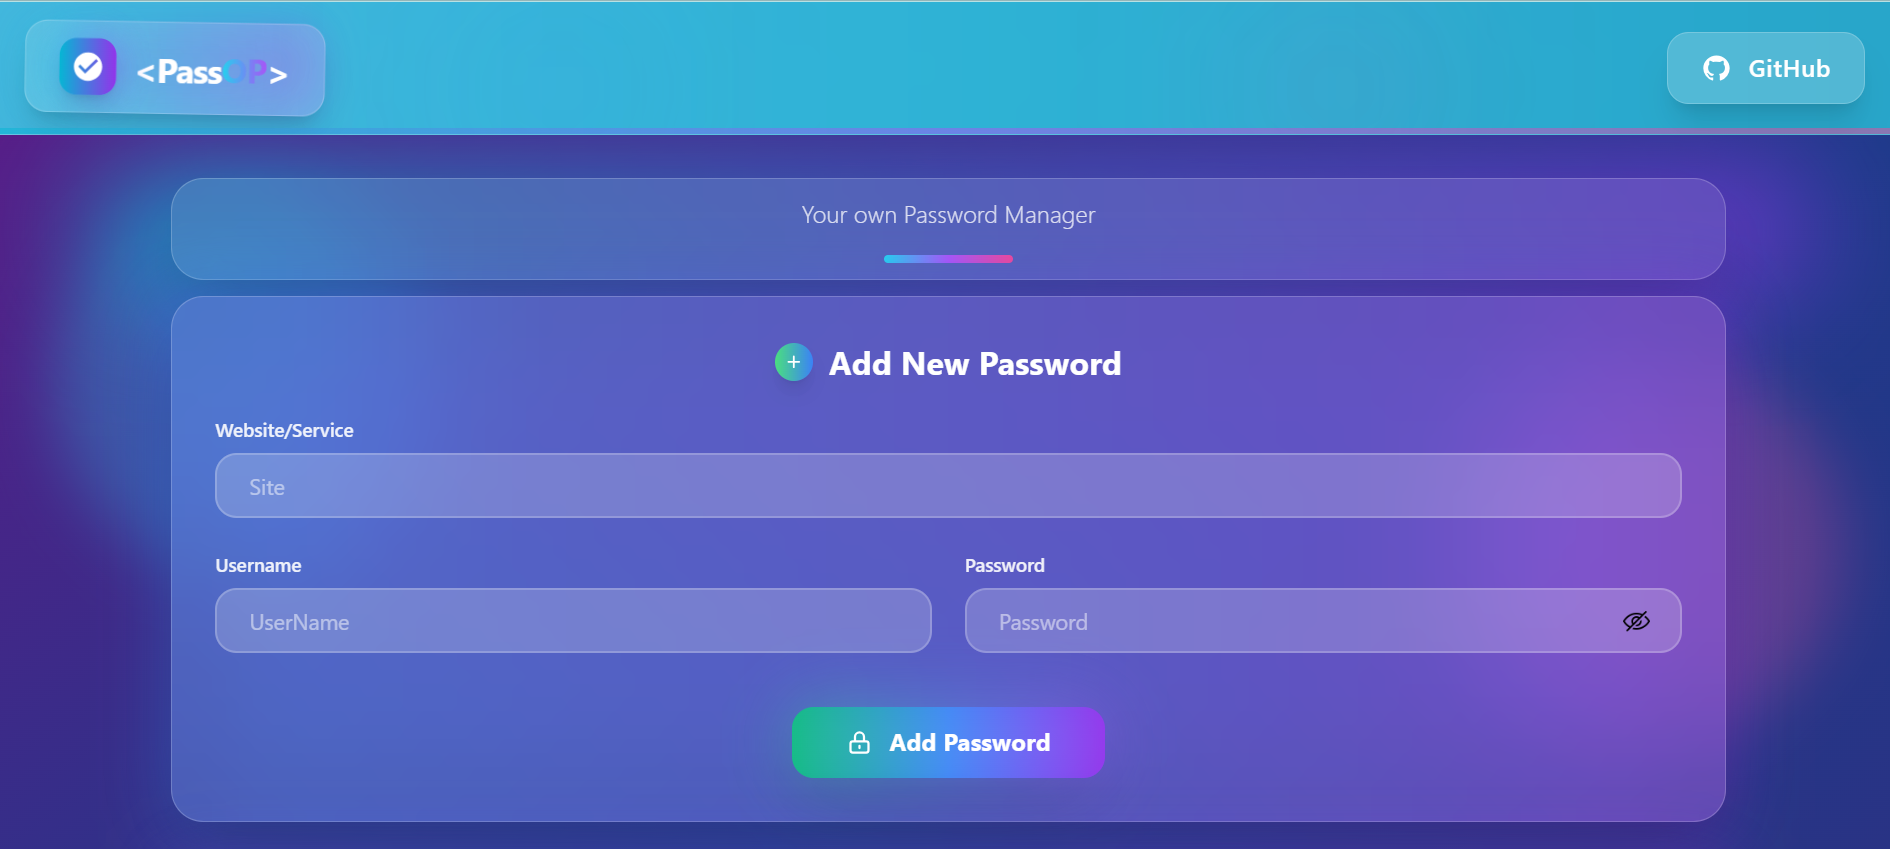 <PassOP>
GitHub
Your own Password Manager
+ Add New Password
Website/Service
Site
Username
Password
UserName
Password
Add Password